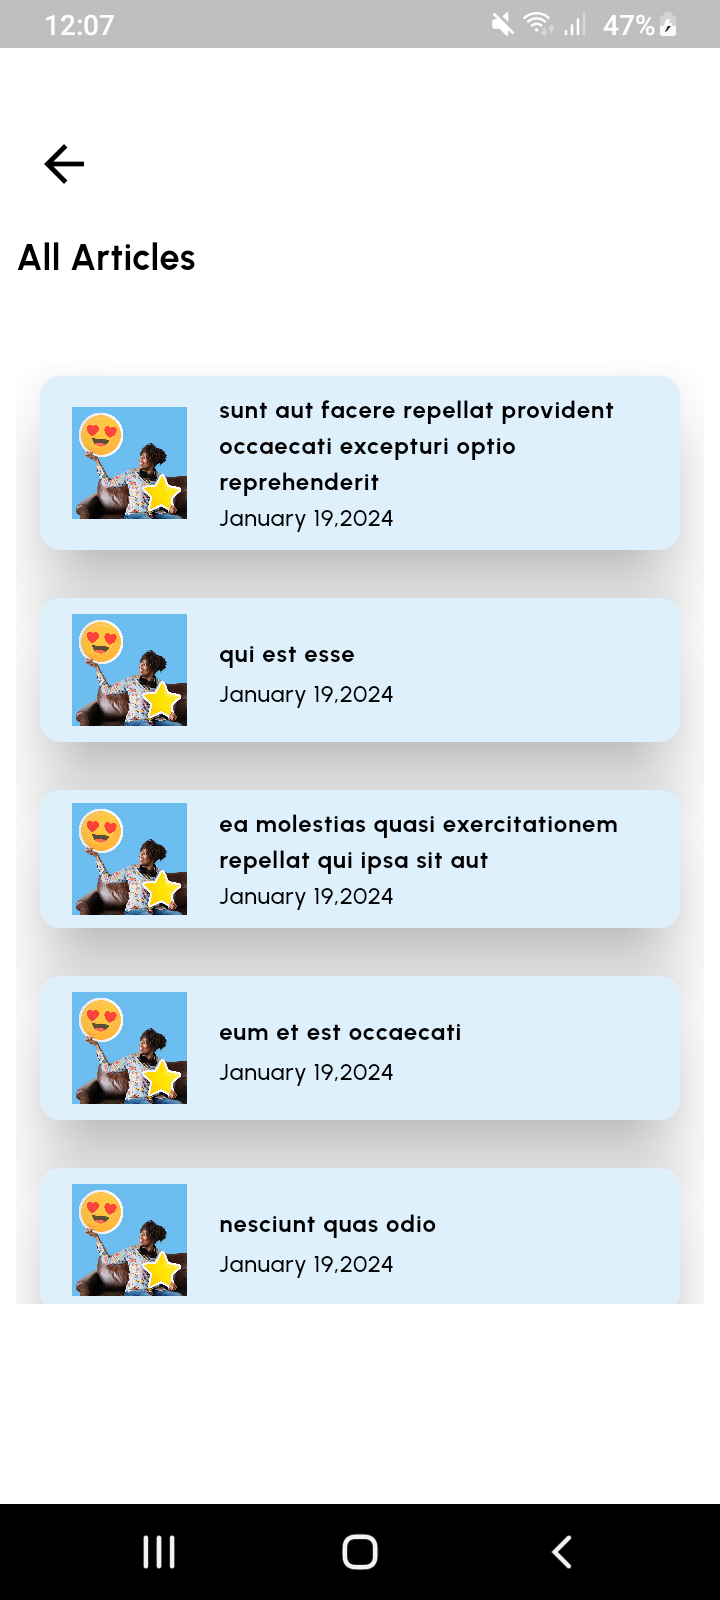 12:07
47%
All Articles
sunt aut facere repellat provident
occaecati excepturi optio
reprehenderit
January 19,2024
qui est esse
January 19,2024
ea molestias quasi exercitationem
repellat qui ipsa sit aut
January 19,2024
eum et est occaecati
January 19,2024
nesciunt quas odio
January 19,2024